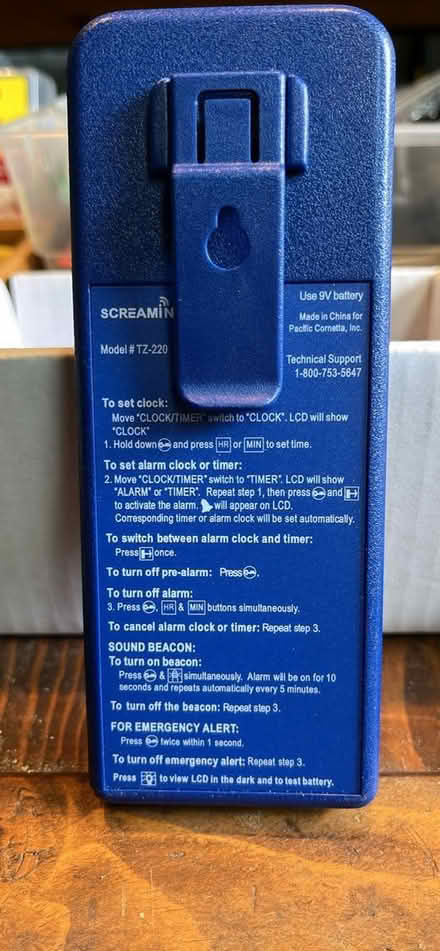 Use 9V battery
SCREAMIN
Made in China for
Pacific Cornetta, Inc.
Model # TZ-220
Technical Support
1-800-753-5647
To set clock:
Move "CLOCK/TIMER" switch to "CLOCK". LCD will show
"CLOCK"
1. Hold down and press HR or MIN to set time.
To set alarm clock or timer:
2. Move "CLOCK/TIMER" switch to "TIMER". LCD will show
"ALARM" or "TIMER". Repeat step 1, then press and
to activate the alarm. will appear on LCD.
Corresponding timer or alarm clock will be set automatically.
To switch between alarm clock and timer:
Press once.
To turn off pre-alarm: Press .
To turn off alarm:
3. Press , HR & MIN buttons simultaneously.
To cancel alarm clock or timer: Repeat step 3.
SOUND BEACON:
To turn on beacon:
Press & simultaneously. Alarm will be on for 10
seconds and repeats automatically every 5 minutes.
To turn off the beacon: Repeat step 3.
FOR EMERGENCY ALERT:
Press twice within 1 second.
To turn off emergency alert: Repeat step 3.
Press to view LCD in the dark and to test battery.